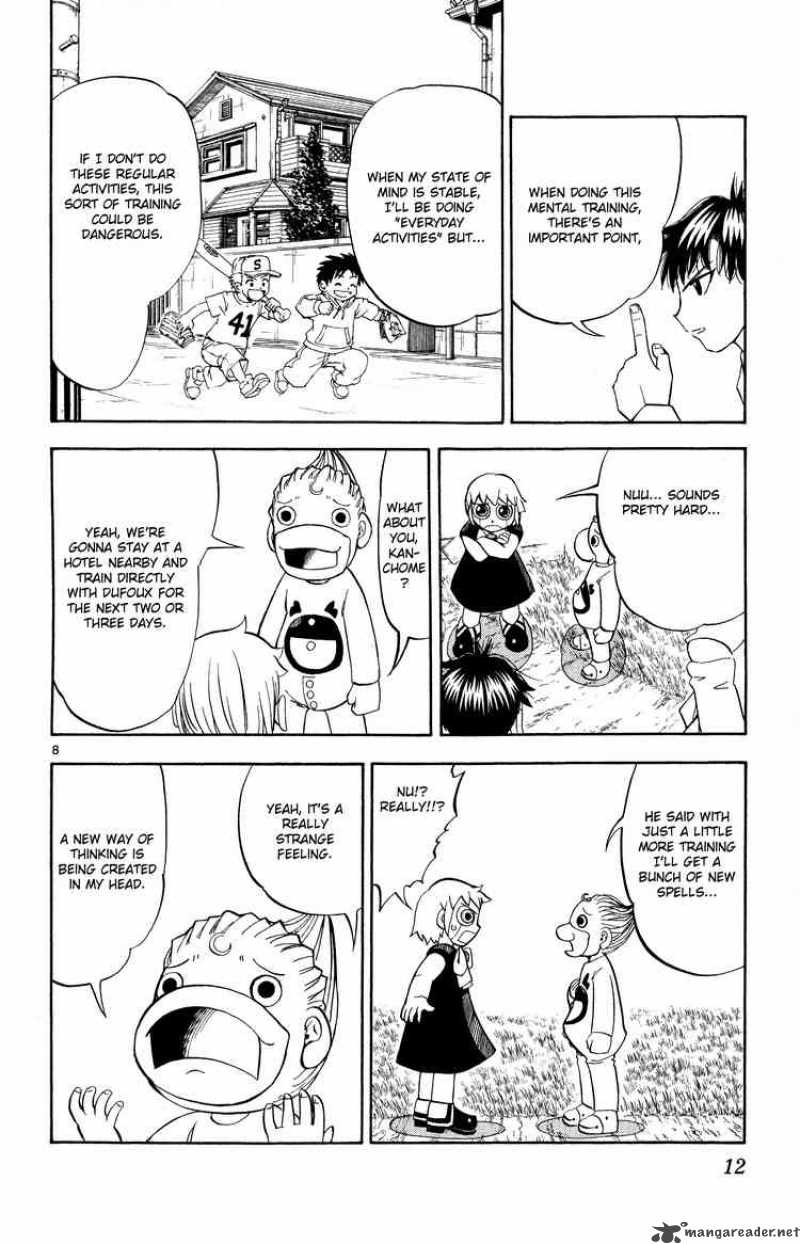 WHEN DOING THIS
MENTAL TRAINING,
THERE'S AN
IMPORTANT POINT,
WHEN MY STATE OF
MIND IS STABLE,
I'LL BE DOING
"EVERYDAY
ACTIVITIES" BUT...
IF I DON'T DO
THESE REGULAR
ACTIVITIES, THIS
SORT OF TRAINING
COULD BE
DANGEROUS.
S
41
NUU... SOUNDS
PRETTY HARD...
WHAT
ABOUT
YOU,
KAN-
CHOME
?
YEAH, WE'RE
GONNA STAY AT A
HOTEL NEARBY AND
TRAIN DIRECTLY
WITH DUFOUX FOR
THE NEXT TWO OR
THREE DAYS.
8
HE SAID WITH
JUST A LITTLE
MORE TRAINING
I'LL GET A
BUNCH OF NEW
SPELLS...
NU!?
REALLY!!?
YEAH, IT'S A
REALLY
STRANGE
FEELING.
A NEW WAY OF
THINKING IS
BEING CREATED
IN MY HEAD.
12
mangareader.net